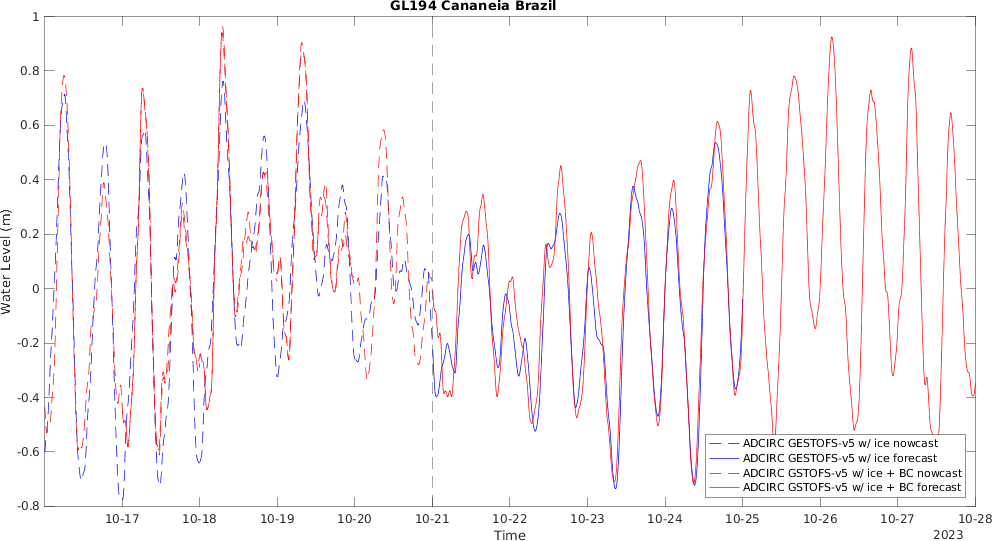 GL194 Cananeia Brazil
1
0.8
0.6
0.4
0.2
0
-0.2
-0.4
-0.6
-0.8
Water Level (m)
ADCIRC GESTOFS-v5 w/ ice nowcast
ADCIRC GESTOFS-v5 w/ ice forecast
ADCIRC GSTOFS-v5 w/ ice + BC nowcast
ADCIRC GSTOFS-v5 w/ ice + BC forecast
10-17 10-18 10-19 10-20 10-21 10-22 10-23 10-24 10-25 10-26 10-27 10-28
Time
2023